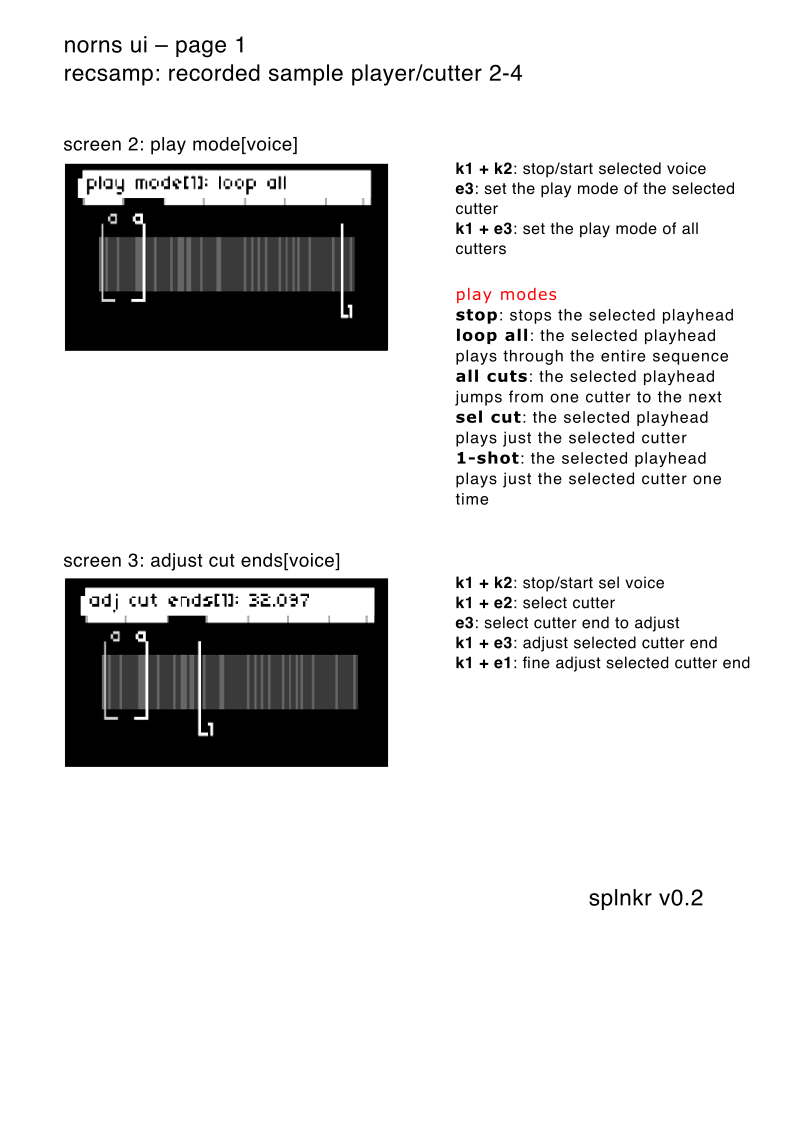 norns ui – page 1
recsamp: recorded sample player/cutter 2-4
screen 2: play mode[voice]
play mode[1]: loop all
a a
1
k1 + k2: stop/start selected voice
e3: set the play mode of the selected
cutter
k1 + e3: set the play mode of all
cutters
play modes
stop: stops the selected playhead
loop all: the selected playhead
plays through the entire sequence
all cuts: the selected playhead
jumps from one cutter to the next
sel cut: the selected playhead
plays just the selected cutter
1-shot: the selected playhead
plays just the selected cutter one
time
screen 3: adjust cut ends[voice]
adj cut ends[1]: 32.097
a a
1
k1 + k2: stop/start sel voice
k1 + e2: select cutter
e3: select cutter end to adjust
k1 + e3: adjust selected cutter end
k1 + e1: fine adjust selected cutter end
splnkr v0.2